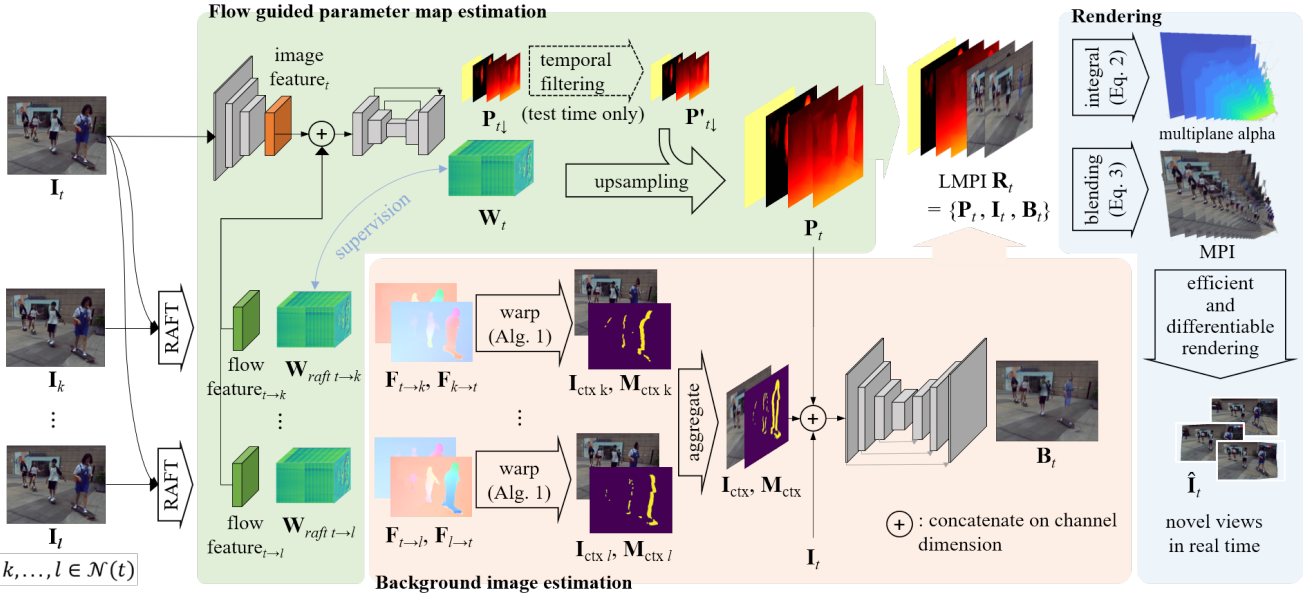 Flow guided parameter map estimation
Rendering
image
feature_t
temporal
filtering
(test time only)
P_t↓
P'_t↓
integral
(Eq. 2)
multiplane alpha
I_t
W_t
upsampling
P_t
LMPI R_t
= {P_t , I_t , B_t}
blending
(Eq. 3)
MPI
supervision
RAFT
I_k
flow
feature_t→k
W_raft t→k
warp
(Alg. 1)
F_t→k, F_k→t
I_ctx k, M_ctx k
efficient
and
differentiable
rendering
⋮
⋮
⋮
aggregate
RAFT
I_l
flow
feature_t→l
W_raft t→l
warp
(Alg. 1)
F_t→l, F_l→t
I_ctx l, M_ctx l
I_ctx, M_ctx
B_t
Î_t
+ : concatenate on channel
dimension
I_t
novel views
in real time
k,…,l ∈ 𝒩(t)
Background image estimation